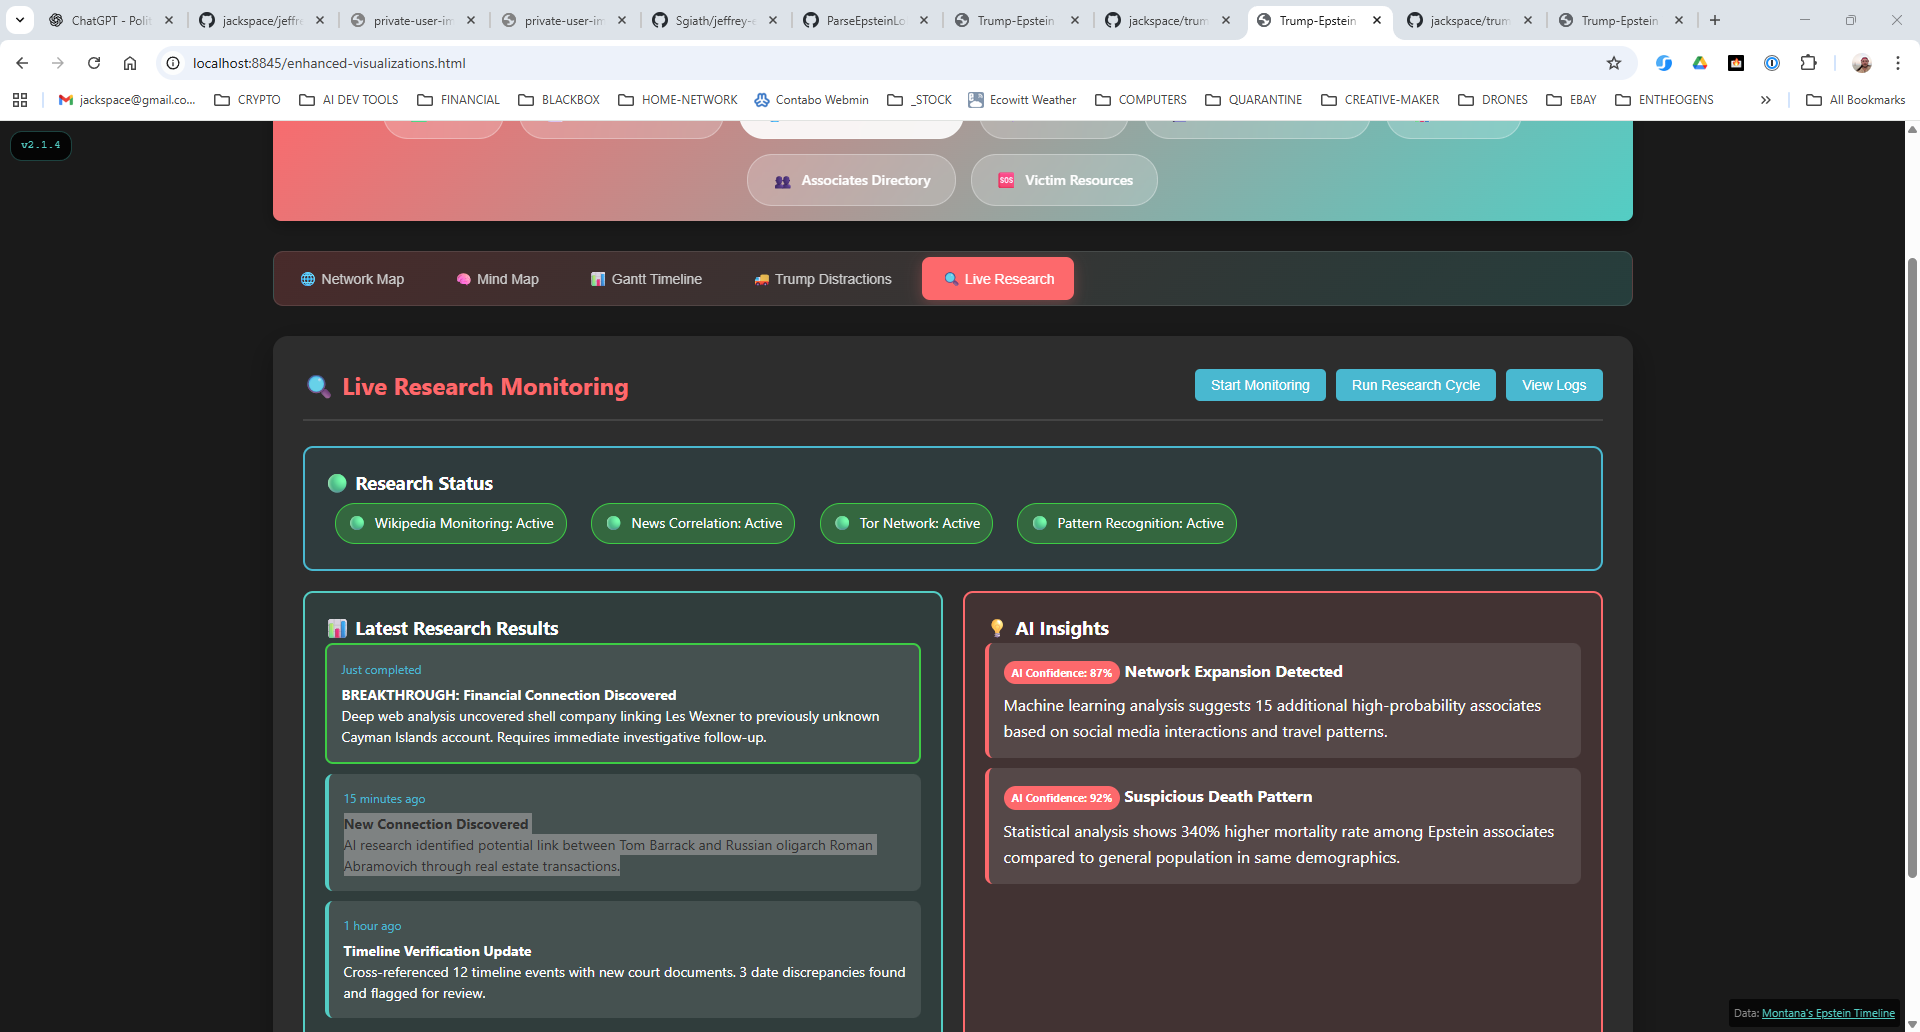 ChatGPT - Polit
jackspace/jeffre
private-user-im
private-user-im
Sgiath/jeffrey-e
ParseEpsteinLo
Trump-Epstein
jackspace/trum
Trump-Epstein
jackspace/trum
Trump-Epstein
localhost:8845/enhanced-visualizations.html
jackspace@gmail.co...
CRYPTO
AI DEV TOOLS
FINANCIAL
BLACKBOX
HOME-NETWORK
Contabo Webmin
_STOCK
Ecowitt Weather
COMPUTERS
QUARANTINE
CREATIVE-MAKER
DRONES
EBAY
ENTHEOGENS
All Bookmarks
v2.1.4
Associates Directory
SOS
Victim Resources
Network Map
Mind Map
Gantt Timeline
Trump Distractions
Live Research
Live Research Monitoring
Start Monitoring
Run Research Cycle
View Logs
Research Status
Wikipedia Monitoring: Active
News Correlation: Active
Tor Network: Active
Pattern Recognition: Active
Latest Research Results
Just completed
BREAKTHROUGH: Financial Connection Discovered
Deep web analysis uncovered shell company linking Les Wexner to previously unknown
Cayman Islands account. Requires immediate investigative follow-up.
15 minutes ago
New Connection Discovered
AI research identified potential link between Tom Barrack and Russian oligarch Roman
Abramovich through real estate transactions.
1 hour ago
Timeline Verification Update
Cross-referenced 12 timeline events with new court documents. 3 date discrepancies found
and flagged for review.
AI Insights
AI Confidence: 87% Network Expansion Detected
Machine learning analysis suggests 15 additional high-probability associates
based on social media interactions and travel patterns.
AI Confidence: 92% Suspicious Death Pattern
Statistical analysis shows 340% higher mortality rate among Epstein associates
compared to general population in same demographics.
Data: Montana's Epstein Timeline